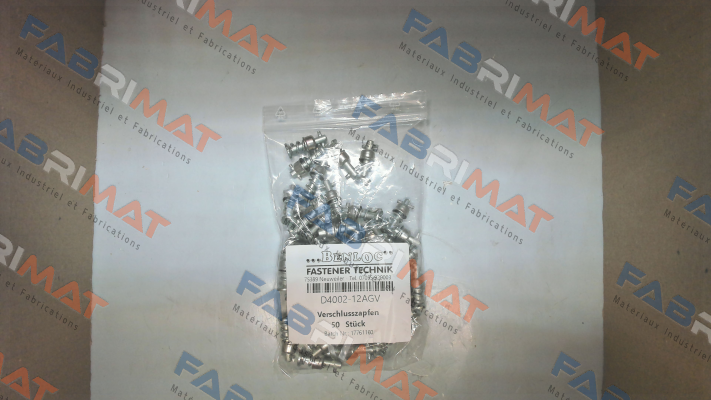 FABRIMAT
Materiaux Industriel et Fabrications
...BENLOC...
FASTENER TECHNIK
D4002-12AGV
Verschlusszapfen
50 Stück